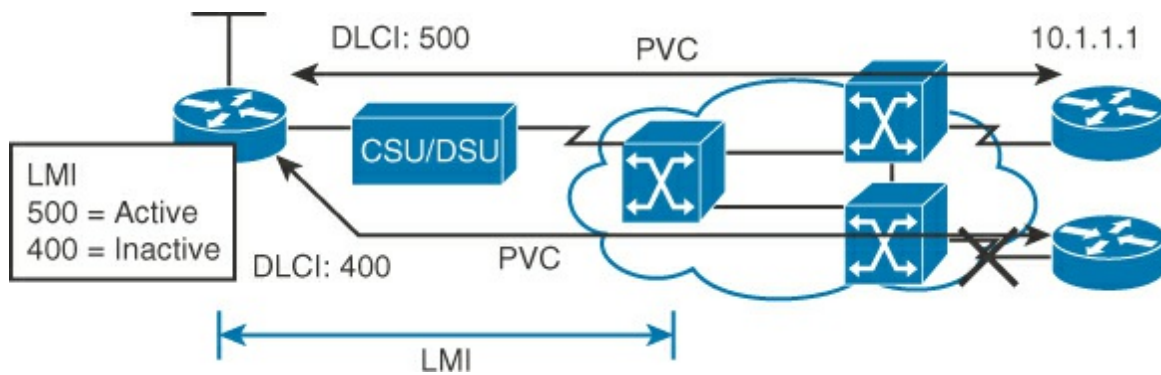 DLCI: 500
PVC
10.1.1.1
CSU/DSU
LMI
500 = Active
400 = Inactive
DLCI: 400
PVC
LMI